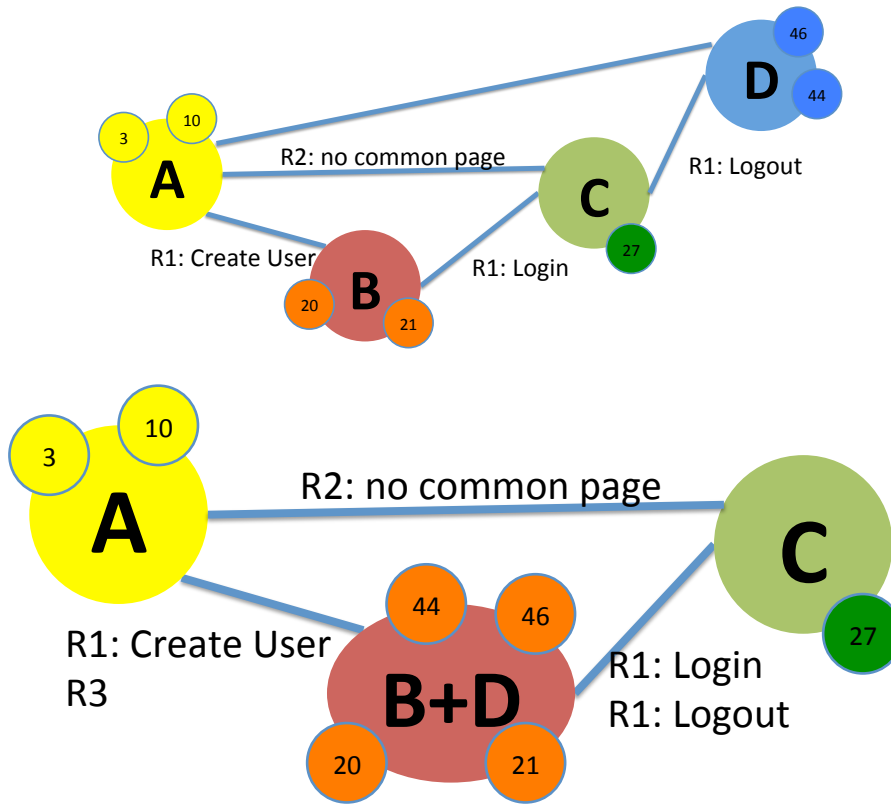 46
D
44
10
3
R2: no common page
R1: Logout
A
C
27
R1: Create User
R1: Login
B
20
21
10
3
R2: no common page
A
C
44
46
27
R1: Create User
R3
R1: Login
R1: Logout
B+D
20
21